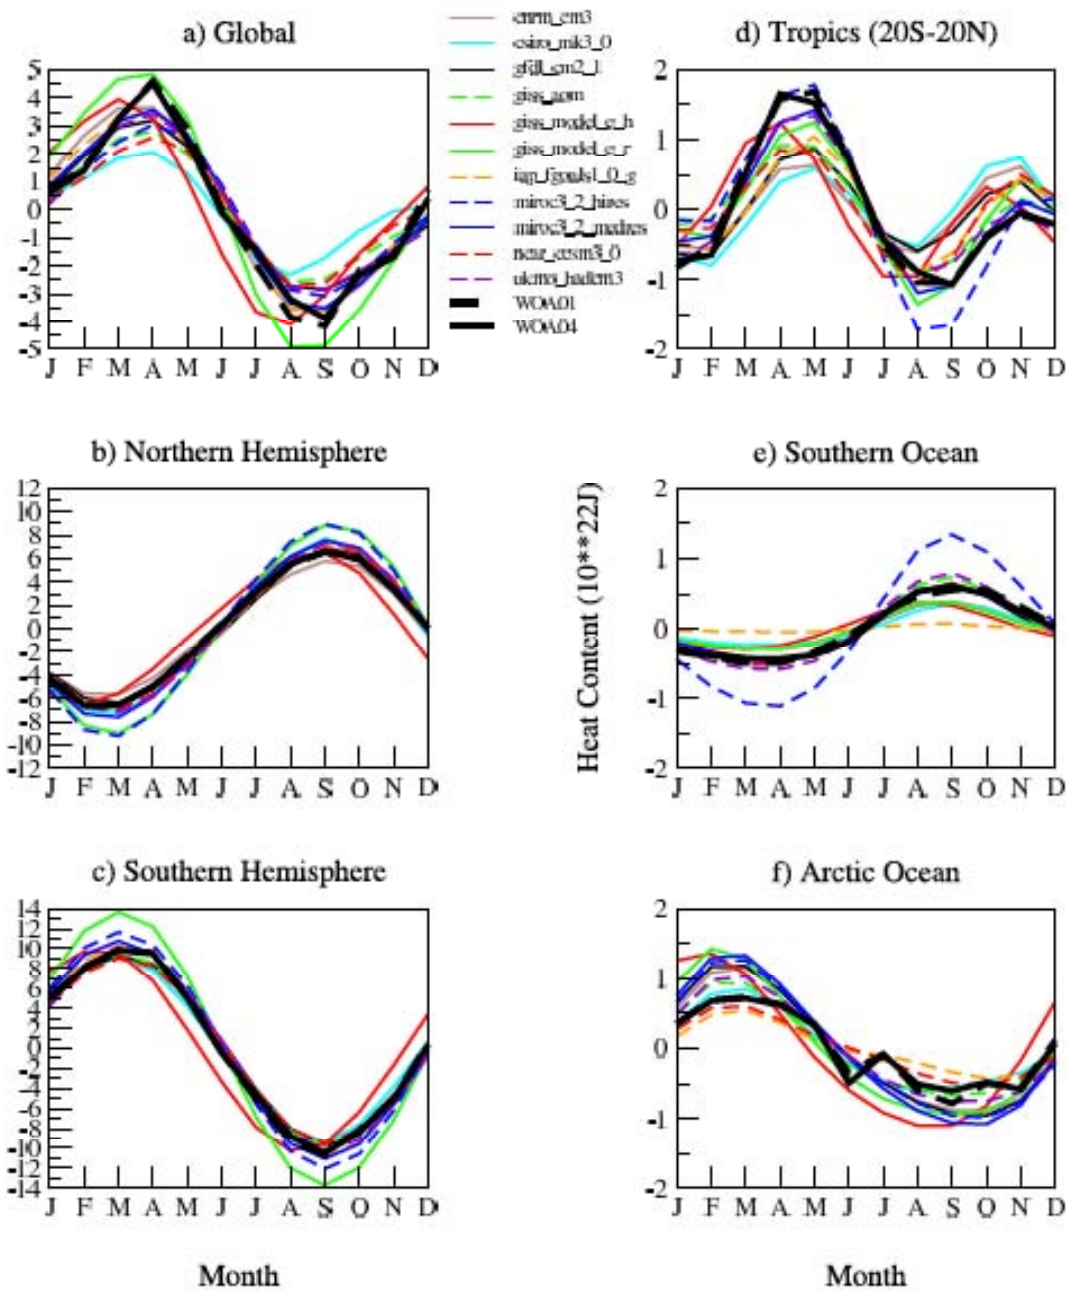 a) Global
5
4
3
2
1
0
-1
-2
-3
-4
-5
J F M A M J J A S O N D
cnrm_cm3
csiro_mk3_0
gfdl_cm2_1
giss_aom
giss_model_e_h
giss_model_e_r
iap_fgoals1_0_g
miroc3_2_hires
miroc3_2_medres
ncar_ccsm3_0
ukmo_hadcm3
WOA01
WOA04
d) Tropics (20S-20N)
2
1
0
-1
-2
J F M A M J J A S O N D
b) Northern Hemisphere
12
10
8
6
4
2
0
-2
-4
-6
-8
-10
-12
J F M A M J J A S O N D
e) Southern Ocean
Heat Content (10**22J)
2
1
0
-1
-2
J F M A M J J A S O N D
c) Southern Hemisphere
14
12
10
8
6
4
2
0
-2
-4
-6
-8
-10
-12
-14
J F M A M J J A S O N D
Month
f) Arctic Ocean
2
1
0
-1
-2
J F M A M J J A S O N D
Month